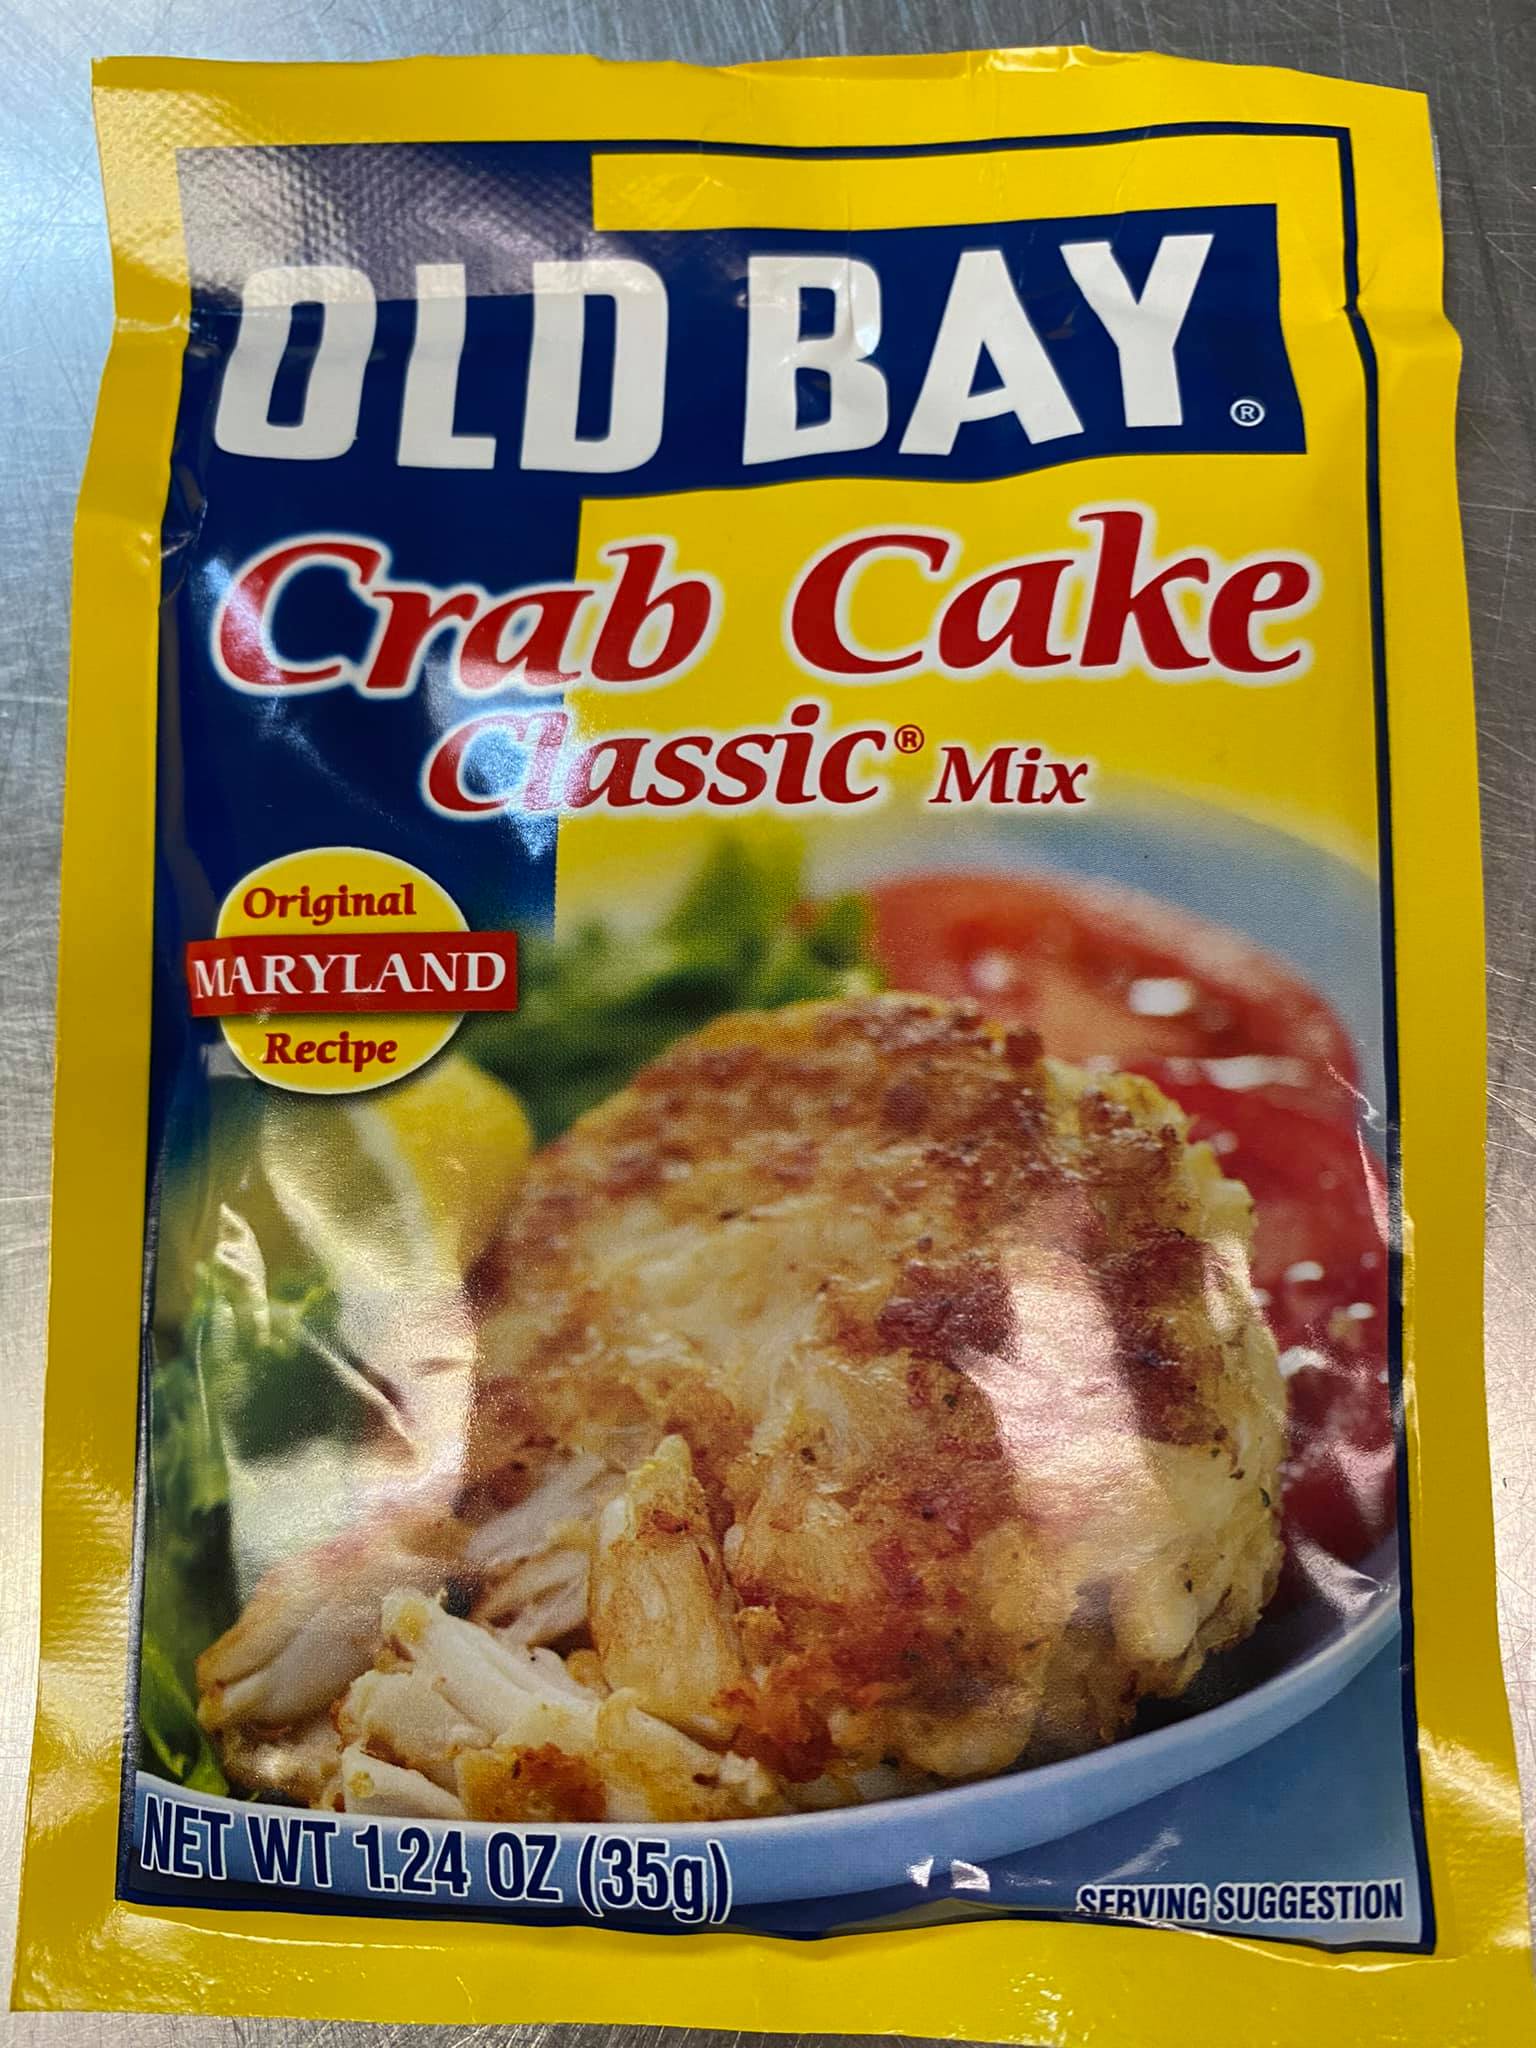 OLD BAY®
Crab Cake
Classic® Mix
Original
MARYLAND
Recipe
NET WT 1.24 OZ (35g)
SERVING SUGGESTION